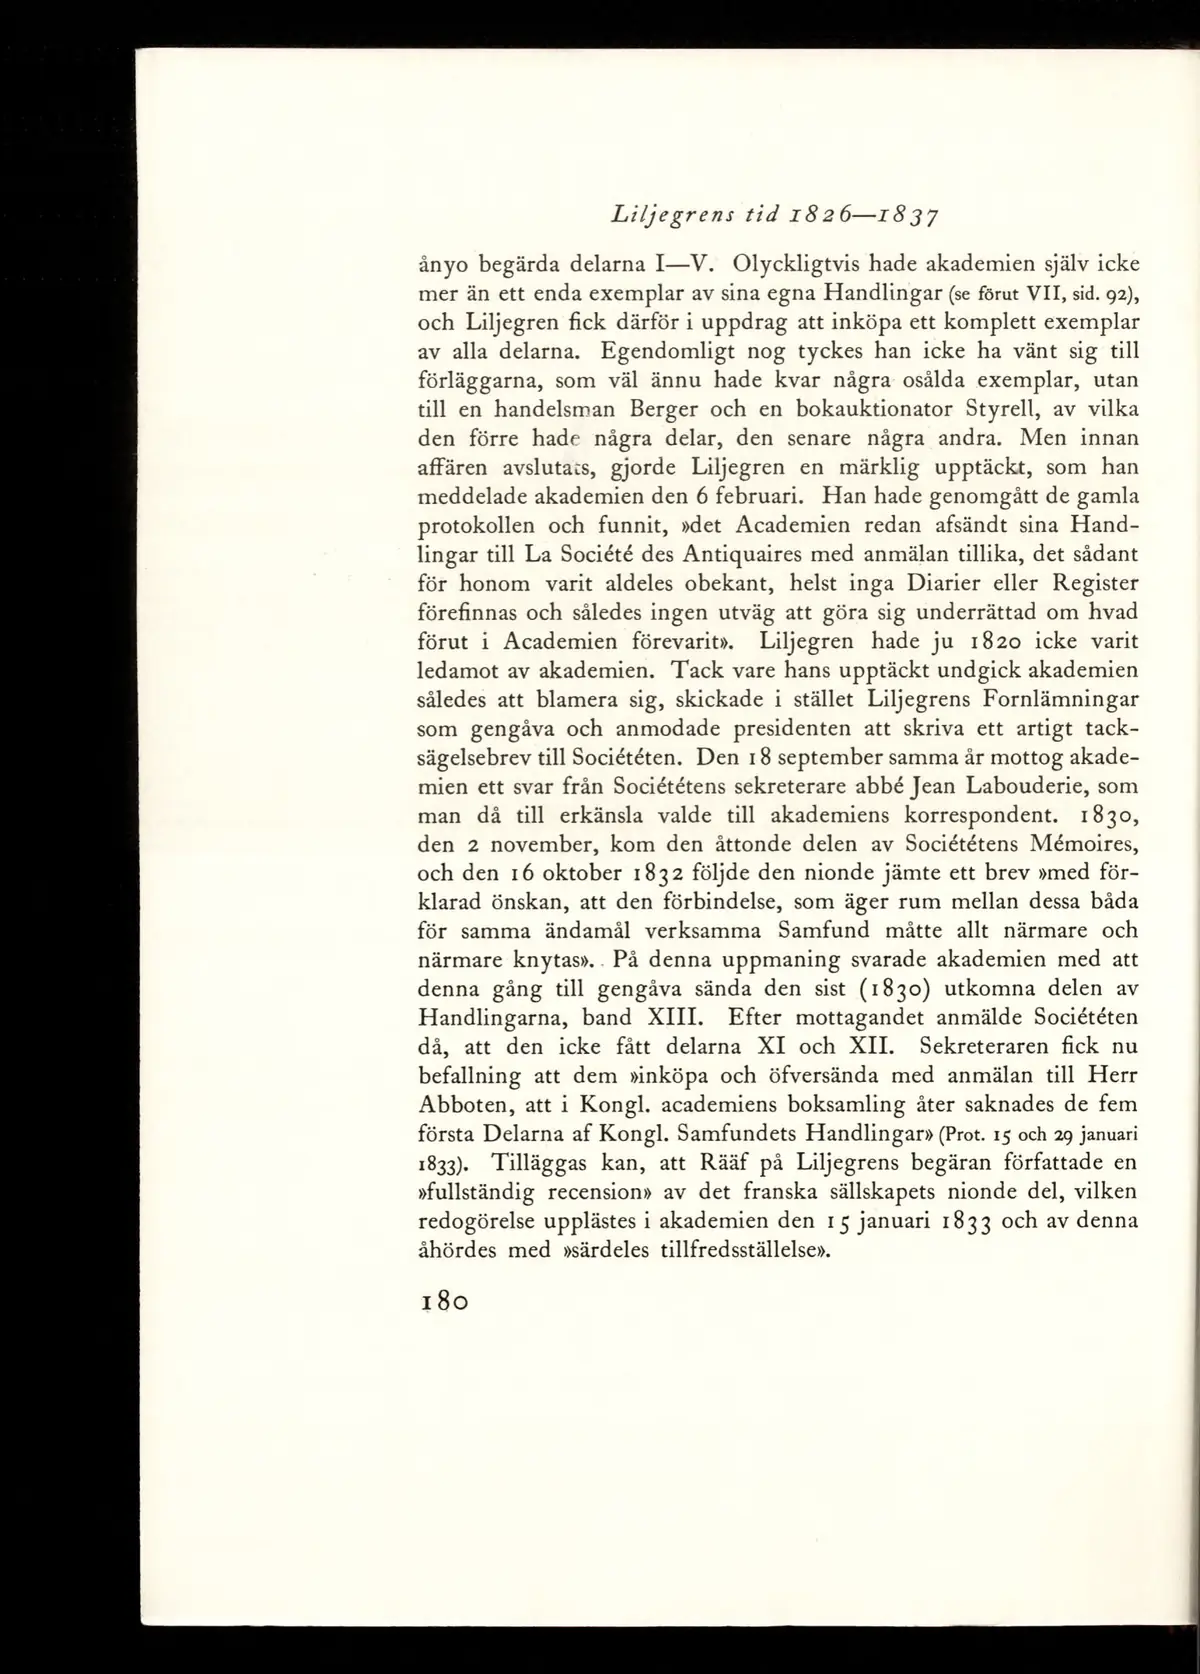 Liljegrens tid 1826—1837
ånyo begärda delarna I—V. Olyckligtvis hade akademien själv icke
mer än ett enda exemplar av sina egna Handlingar (se förut VII, sid. 92),
och Liljegren fick därför i uppdrag att inköpa ett komplett exemplar
av alla delarna. Egendomligt nog tyckes han icke ha vänt sig till
förläggarna, som väl ännu hade kvar några osålda exemplar, utan
till en handelsman Berger och en bokauktionator Styrell, av vilka
den förre hade några delar, den senare några andra. Men innan
affären avslutats, gjorde Liljegren en märklig upptäckt, som han
meddelade akademien den 6 februari. Han hade genomgått de gamla
protokollen och funnit, »det Academien redan afsändt sina Hand-
lingar till La Société des Antiquaires med anmälan tillika, det sådant
för honom varit aldeles obekant, helst inga Diarier eller Register
förefinnas och således ingen utväg att göra sig underrättad om hvad
förut i Academien förevarit». Liljegren hade ju 1820 icke varit
ledamot av akademien. Tack vare hans upptäckt undgick akademien
således att blamera sig, skickade i stället Liljegrens Fornlämningar
som gengåva och anmodade presidenten att skriva ett artigt tack-
sägelsebrev till Sociététen. Den 18 september samma år mottog akade-
mien ett svar från Sociététens sekreterare abbé Jean Labouderie, som
man då till erkänsla valde till akademiens korrespondent. 1830,
den 2 november, kom den åttonde delen av Sociététens Mémoires,
och den 16 oktober 1832 följde den nionde jämte ett brev »med för-
klarad önskan, att den förbindelse, som äger rum mellan dessa båda
för samma ändamål verksamma Samfund måtte allt närmare och
närmare knytas». På denna uppmaning svarade akademien med att
denna gång till gengåva sända den sist (1830) utkomna delen av
Handlingarna, band XIII. Efter mottagandet anmälde Sociététen
då, att den icke fått delarna XI och XII. Sekreteraren fick nu
befallning att dem »inköpa och öfversända med anmälan till Herr
Abboten, att i Kongl. academiens boksamling åter saknades de fem
första Delarna af Kongl. Samfundets Handlingar» (Prot. 15 och 29 januari
1833). Tilläggas kan, att Rääf på Liljegrens begäran författade en
»fullständig recension» av det franska sällskapets nionde del, vilken
redogörelse upplästes i akademien den 15 januari 1833 och av denna
åhördes med »särdeles tillfredsställelse».
180